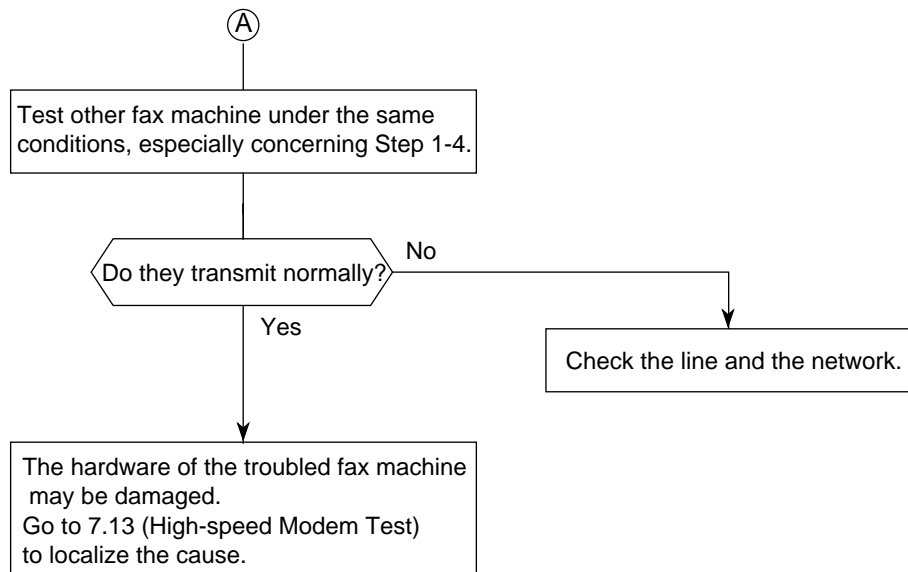 A
Test other fax machine under the same
conditions, especially concerning Step 1-4.
Do they transmit normally?
No
Yes
Check the line and the network.
The hardware of the troubled fax machine
may be damaged.
Go to 7.13 (High-speed Modem Test)
to localize the cause.